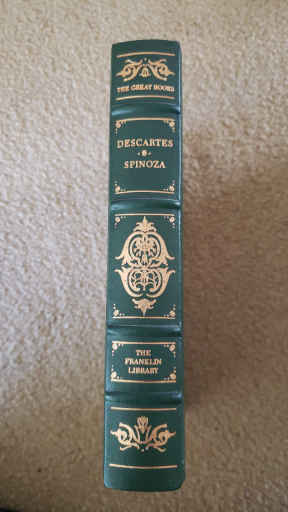 THE GREAT BOOKS
DESCARTES
SPINOZA
THE
FRANKLIN
LIBRARY